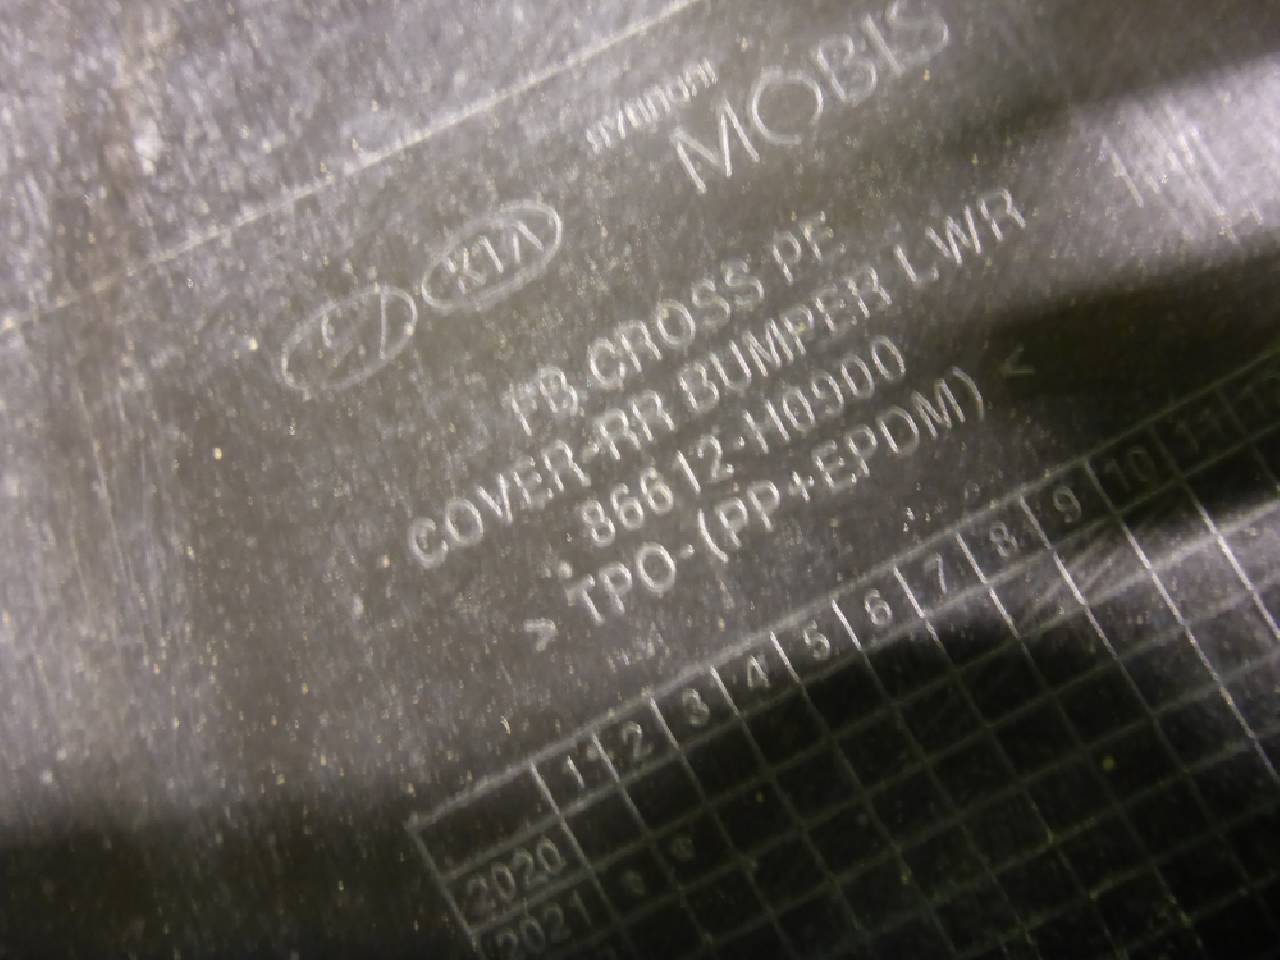 HYUNDAI
MOBIS
KIA
FB CROSS PE
COVER-RR BUMPER LWR
86612-H0900
> TPO-(PP+EPDM) <
1 2 3 4 5 6 7 8 9 10 11 12
2020
2021